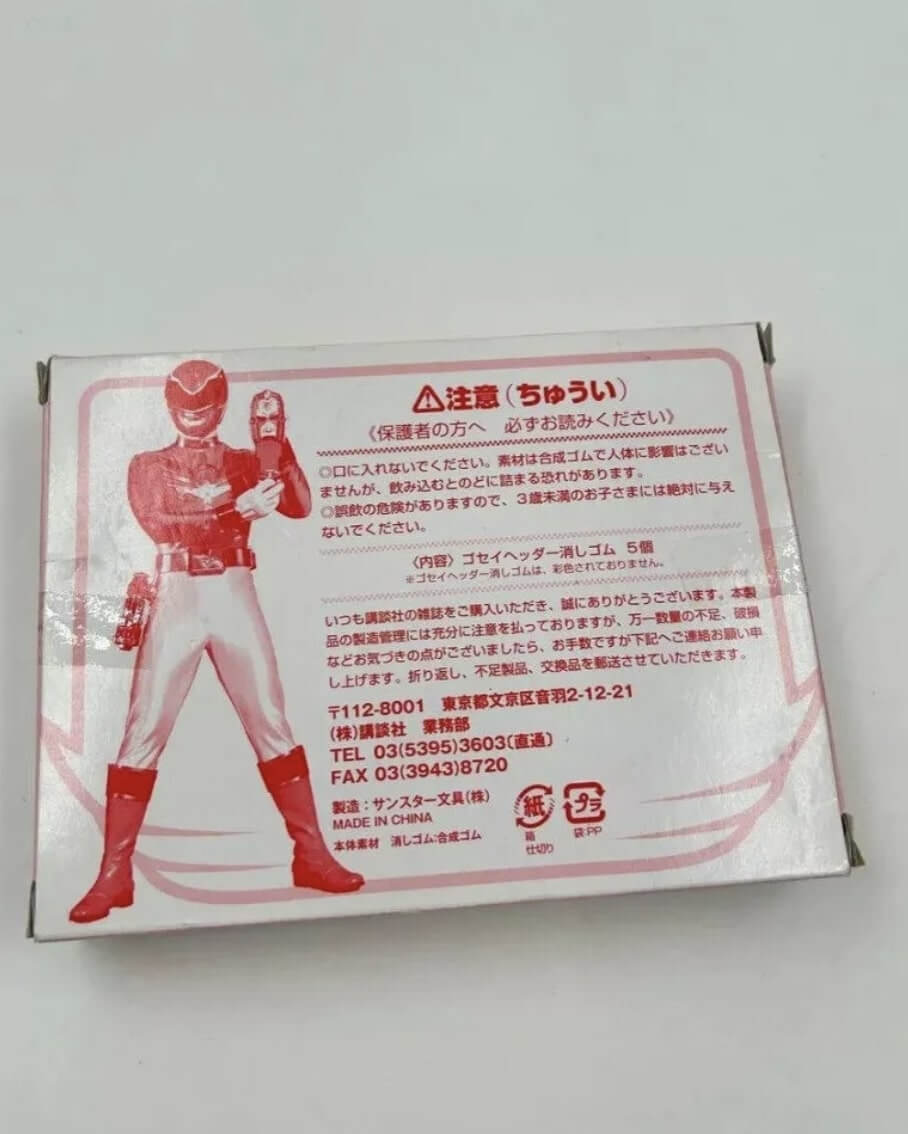 ⚠注意(ちゅうい)
《保護者の方へ　必ずお読みください》
◎口に入れないでください。素材は合成ゴムで人体に影響はござい
ませんが、飲み込むとのどに詰まる恐れがあります。
◎誤飲の危険がありますので、３歳未満のお子さまには絶対に与え
ないでください。
〈内容〉ゴセイヘッダー消しゴム　5個
※ゴセイヘッダー消しゴムは、彩色されておりません。
いつも講談社の雑誌をご購入いただき、誠にありがとうございます。本製
品の製造管理には充分に注意を払っておりますが、万一数量の不足、破損
などお気づきの点がございましたら、お手数ですが下記へご連絡お願い申
し上げます。折り返し、不足製品、交換品を郵送させていただきます。
〒112-8001　東京都文京区音羽2-12-21
(株)講談社　業務部
TEL 03(5395)3603〔直通〕
FAX 03(3943)8720
製造：サンスター文具(株)
MADE IN CHINA
本体素材　消しゴム:合成ゴム
紙
箱
仕切り
プラ
袋:PP